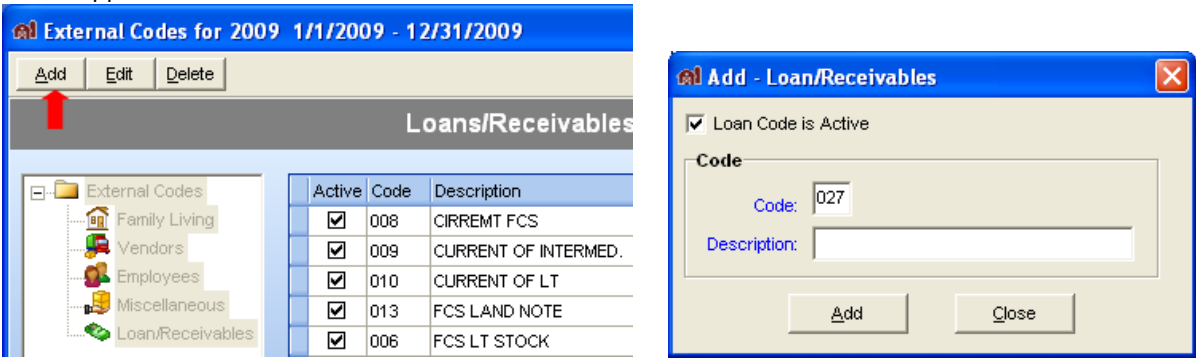 External Codes for 2009 1/1/2009 - 12/31/2009
Add Edit Delete
Loans/Receivables
External Codes
Family Living
Vendors
Employees
Miscellaneous
Loan/Receivables
Active Code Description
008 CIRREMT FCS
009 CURRENT OF INTERMED.
010 CURRENT OF LT
013 FCS LAND NOTE
006 FCS LT STOCK
Add - Loan/Receivables
Loan Code is Active
Code
Code: 027
Description:
Add Close